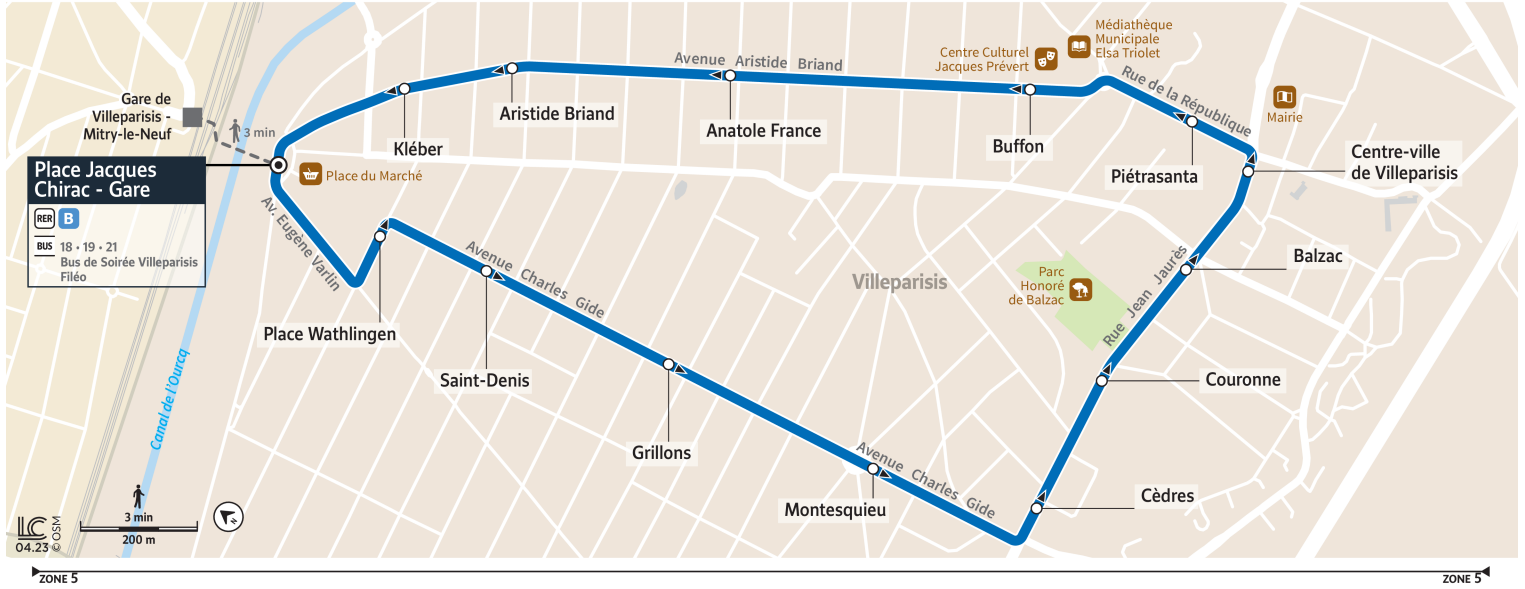 Médiathèque
Municipale
Elsa Triolet
Centre Culturel
Jacques Prévert
Avenue Aristide Briand
Rue de la République
Mairie
Gare de
Villeparisis -
Mitry-le-Neuf
3 min
Aristide Briand
Anatole France
Kléber
Buffon
Piétrasanta
Centre-ville
de Villeparisis
Place Jacques
Chirac - Gare
RER B
BUS 18 • 19 • 21
Bus de Soirée Villeparisis
Filéo
Place du Marché
Av. Eugène Varlin
Avenue Charles Gide
Villeparisis
Parc
Honoré
de Balzac
Rue Jean Jaurès
Balzac
Place Wathlingen
Saint-Denis
Couronne
Canal de l'Ourcq
Grillons
Avenue Charles Gide
Montesquieu
Cèdres
3 min
200 m
N
LC
04.23 © OSM
ZONE 5
ZONE 5